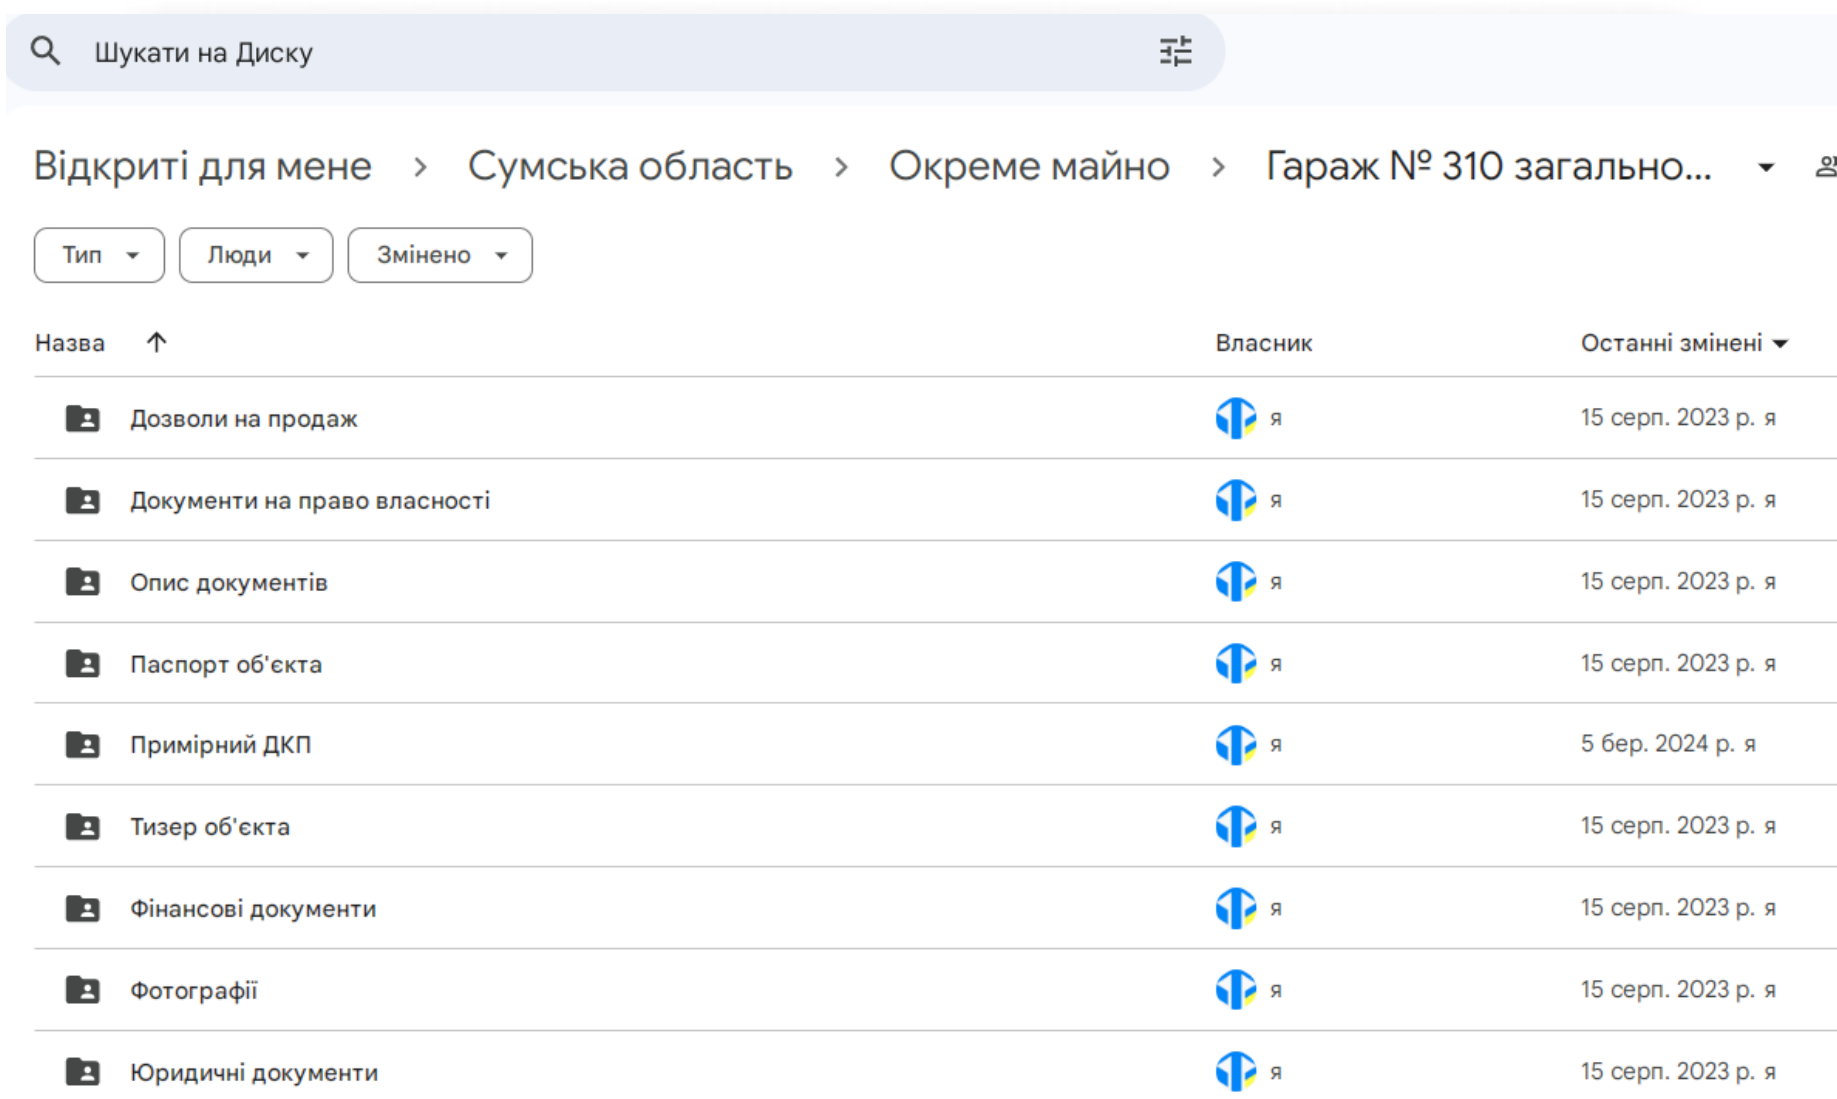 Шукати на Диску
Відкриті для мене > Сумська область > Окреме майно > Гараж № 310 загально...
Тип Люди Змінено
Назва Власник Останні змінені
Дозволи на продаж я 15 серп. 2023 р. я
Документи на право власності я 15 серп. 2023 р. я
Опис документів я 15 серп. 2023 р. я
Паспорт об'єкта я 15 серп. 2023 р. я
Примірний ДКП я 5 бер. 2024 р. я
Тизер об'єкта я 15 серп. 2023 р. я
Фінансові документи я 15 серп. 2023 р. я
Фотографії я 15 серп. 2023 р. я
Юридичні документи я 15 серп. 2023 р. я